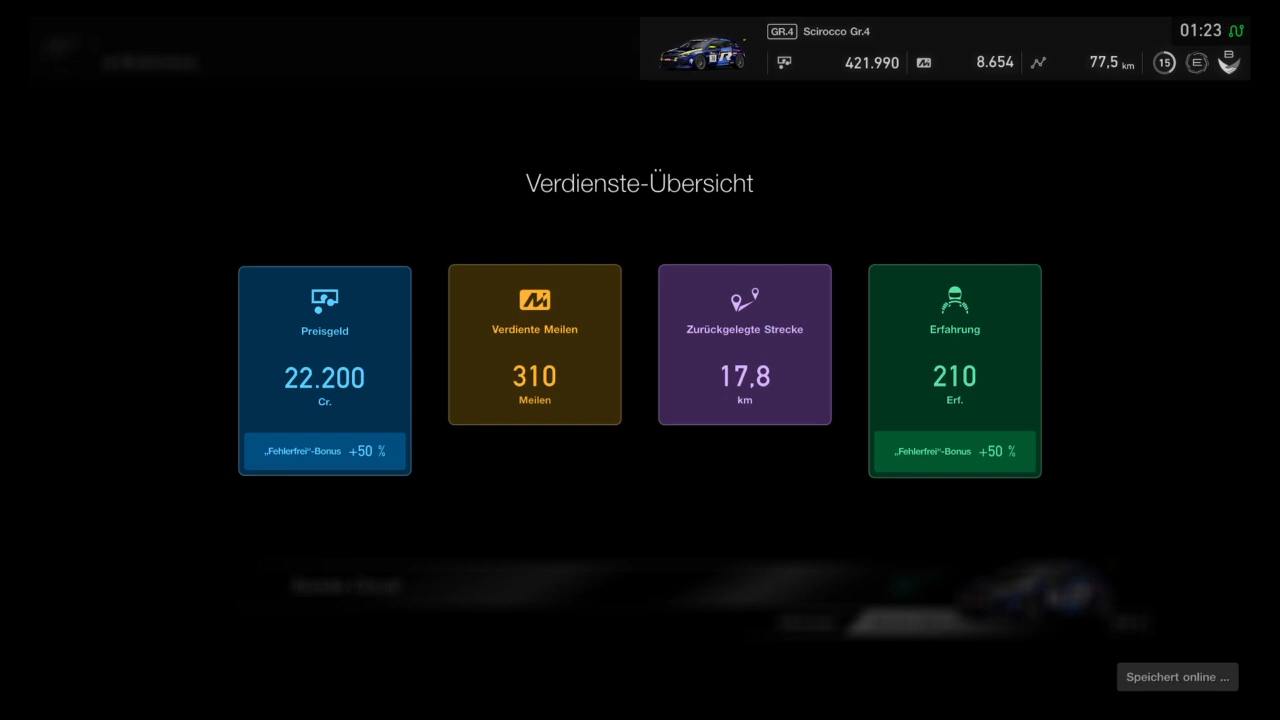 01:23
GR.4 Scirocco Gr.4
421.990 8.654 77,5 km 15 E B
Verdienste-Übersicht
Preisgeld
22.200
Cr.
„Fehlerfrei“-Bonus +50 %
Verdiente Meilen
310
Meilen
Zurückgelegte Strecke
17,8
km
Erfahrung
210
Erf.
„Fehlerfrei“-Bonus +50 %
Speichert online ...